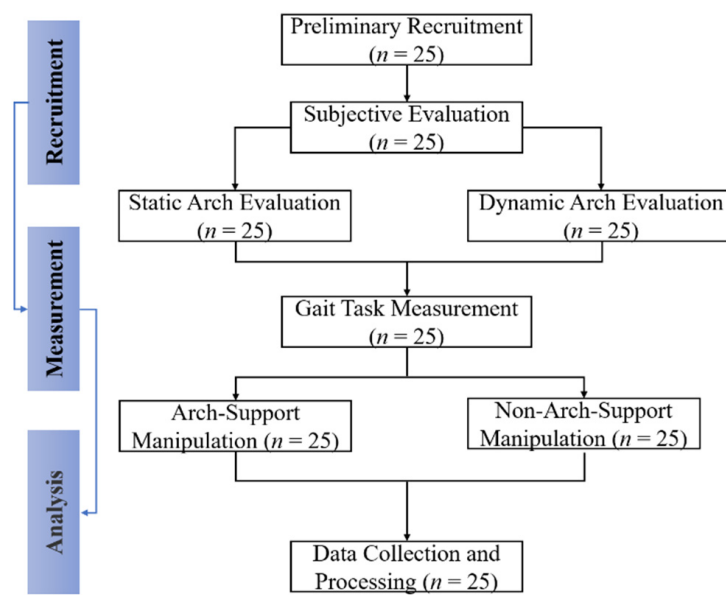 Recruitment
Measurement
Analysis
Preliminary Recruitment
(n = 25)
Subjective Evaluation
(n = 25)
Static Arch Evaluation
(n = 25)
Dynamic Arch Evaluation
(n = 25)
Gait Task Measurement
(n = 25)
Arch-Support
Manipulation (n = 25)
Non-Arch-Support
Manipulation (n = 25)
Data Collection and
Processing (n = 25)